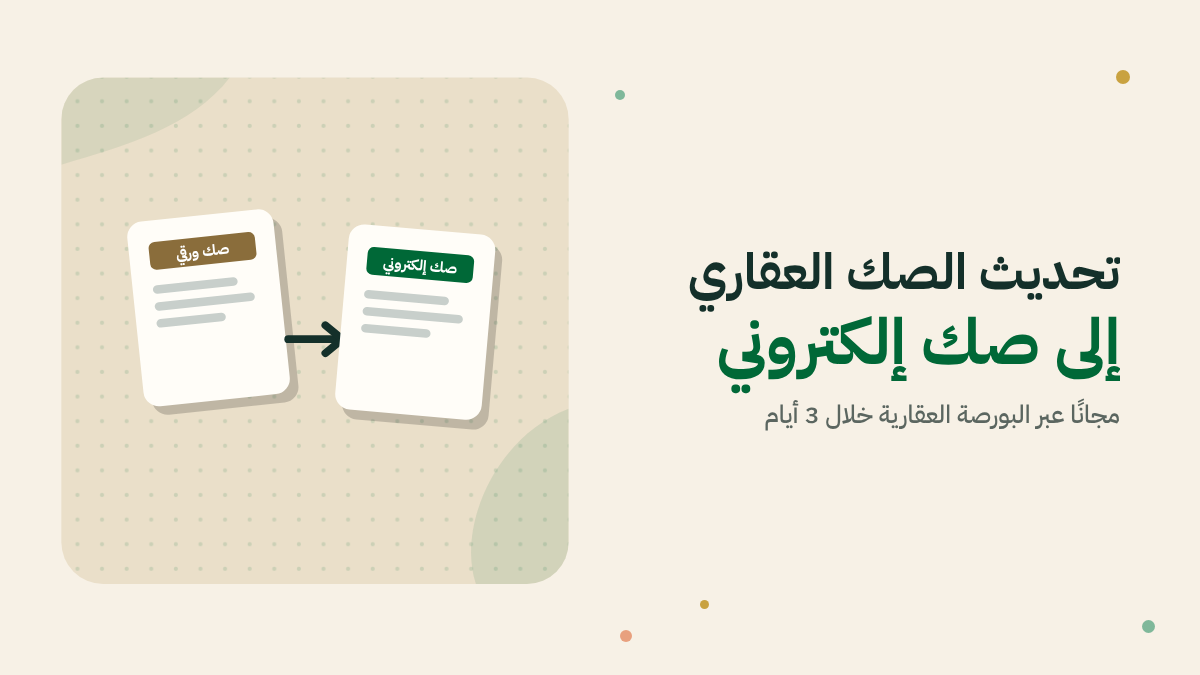 تحديث الصك العقاري
إلى صك إلكتروني
مجانًا عبر البورصة العقارية خلال 3 أيام
صك ورقي
صك إلكتروني